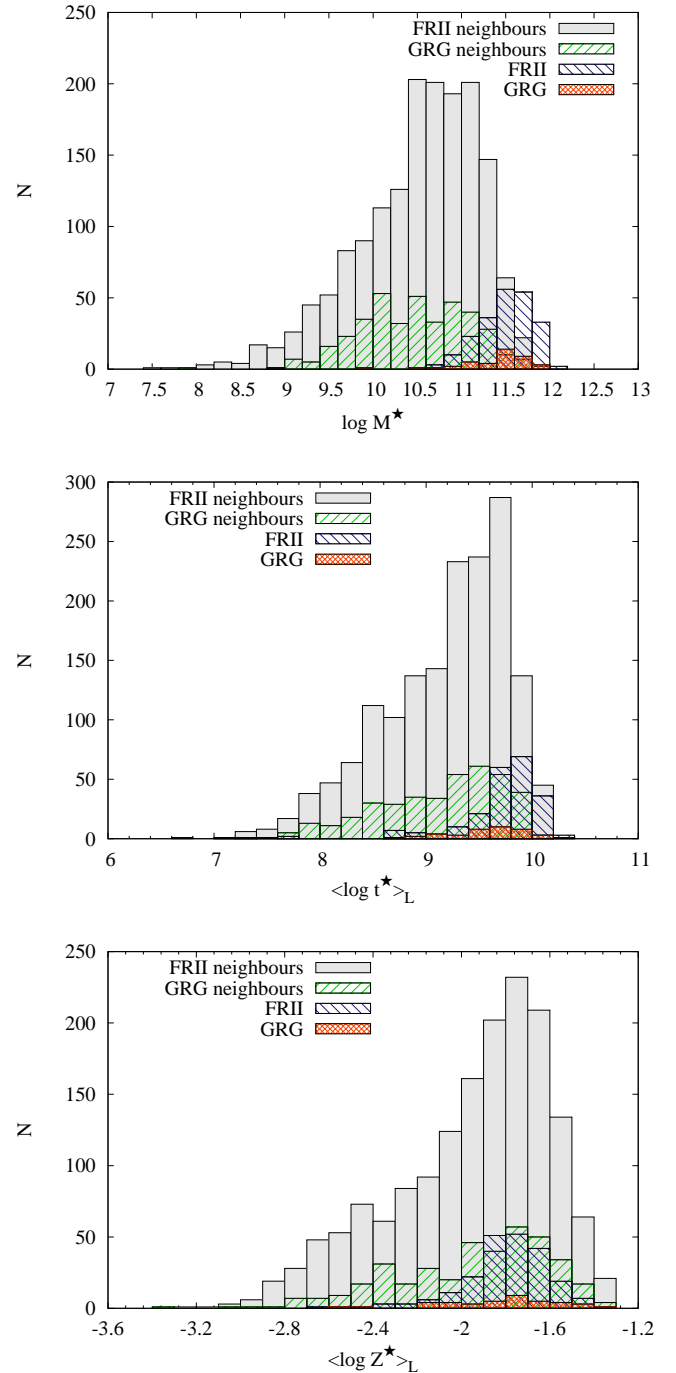 250
FRII neighbours
GRG neighbours
200
FRII
GRG
150
N
100
50
0
7 7.5 8 8.5 9 9.5 10 10.5 11 11.5 12 12.5 13
log M★
300
FRII neighbours
GRG neighbours
250
FRII
GRG
200
N
150
100
50
0
6 7 8 9 10 11
<log t★>L
250
FRII neighbours
GRG neighbours
200
FRII
GRG
150
N
100
50
0
-3.6 -3.2 -2.8 -2.4 -2 -1.6 -1.2
<log Z★>L